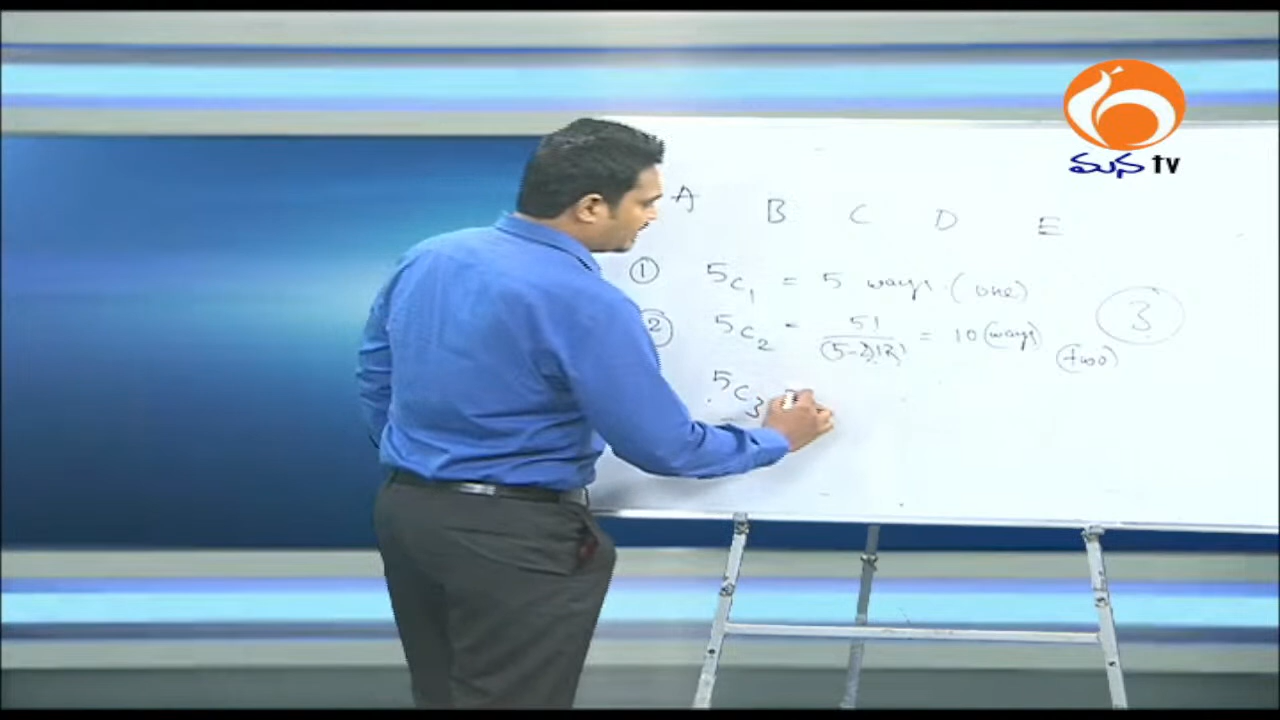 మన tv
A B C D E
① 5C1 = 5 ways (one)
② 5C2 = 5! / (5-2)!2! = 10 (ways) (two)
3
5C3